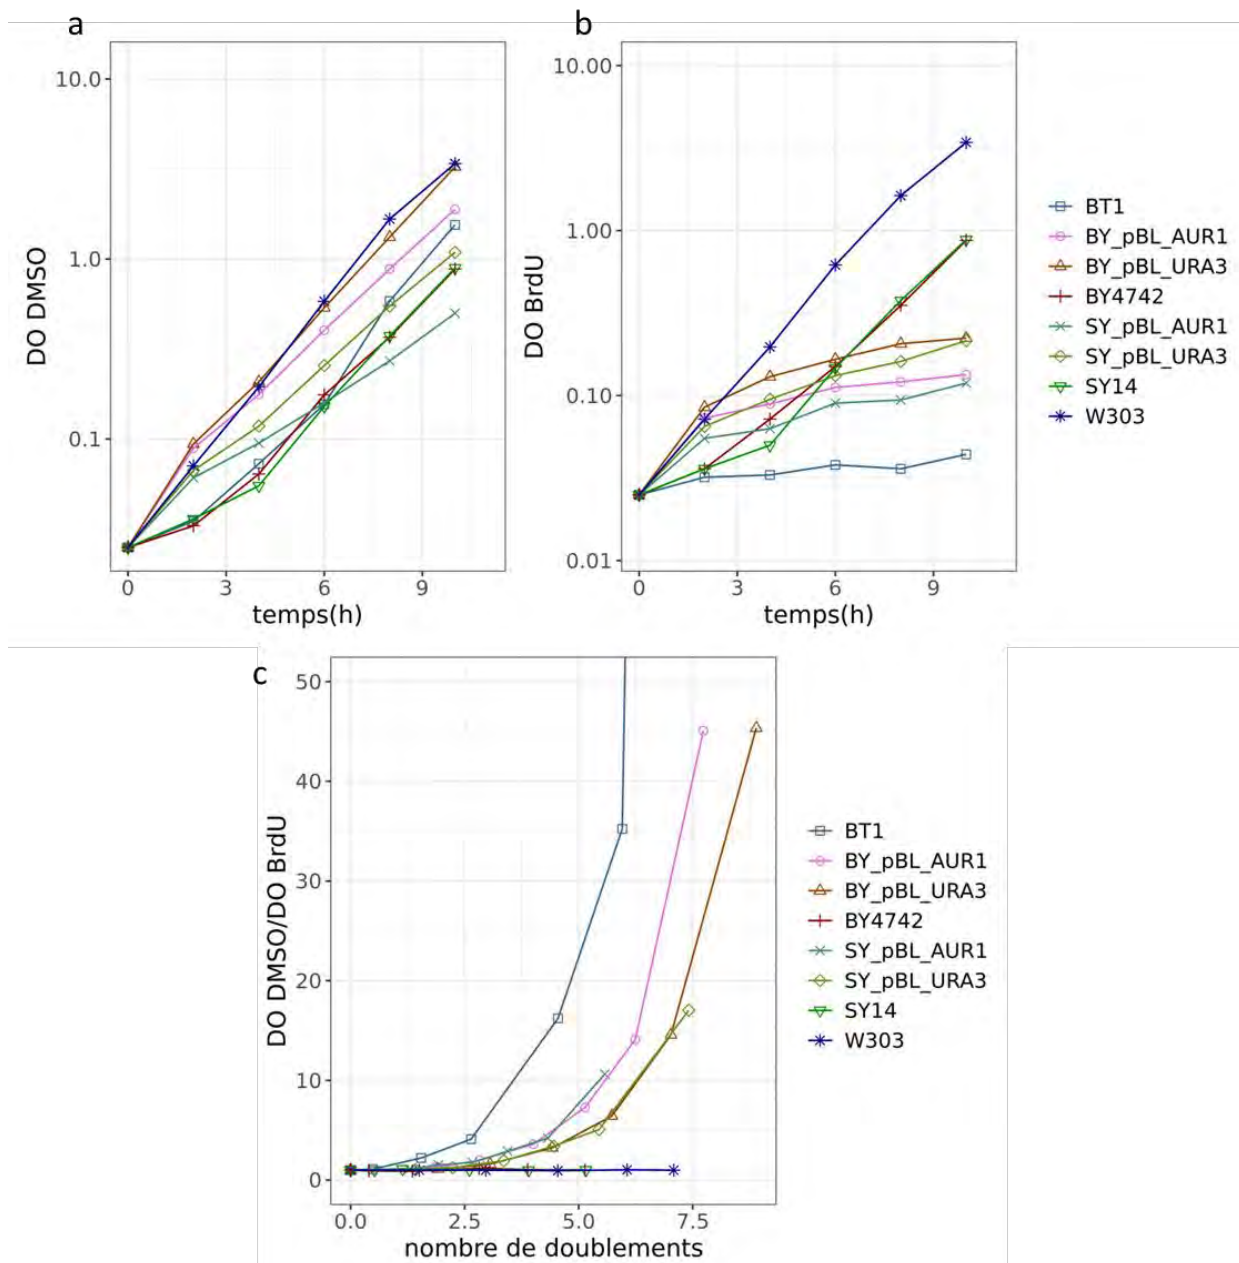 a
b
10.0
1.0
0.1
DO DMSO
0
3
6
9
temps(h)
10.00
1.00
0.10
0.01
DO BrdU
0
3
6
9
temps(h)
BT1
BY_pBL_AUR1
BY_pBL_URA3
BY4742
SY_pBL_AUR1
SY_pBL_URA3
SY14
W303
c
50
40
30
20
10
0
DO DMSO/DO BrdU
0.0
2.5
5.0
7.5
nombre de doublements
BT1
BY_pBL_AUR1
BY_pBL_URA3
BY4742
SY_pBL_AUR1
SY_pBL_URA3
SY14
W303